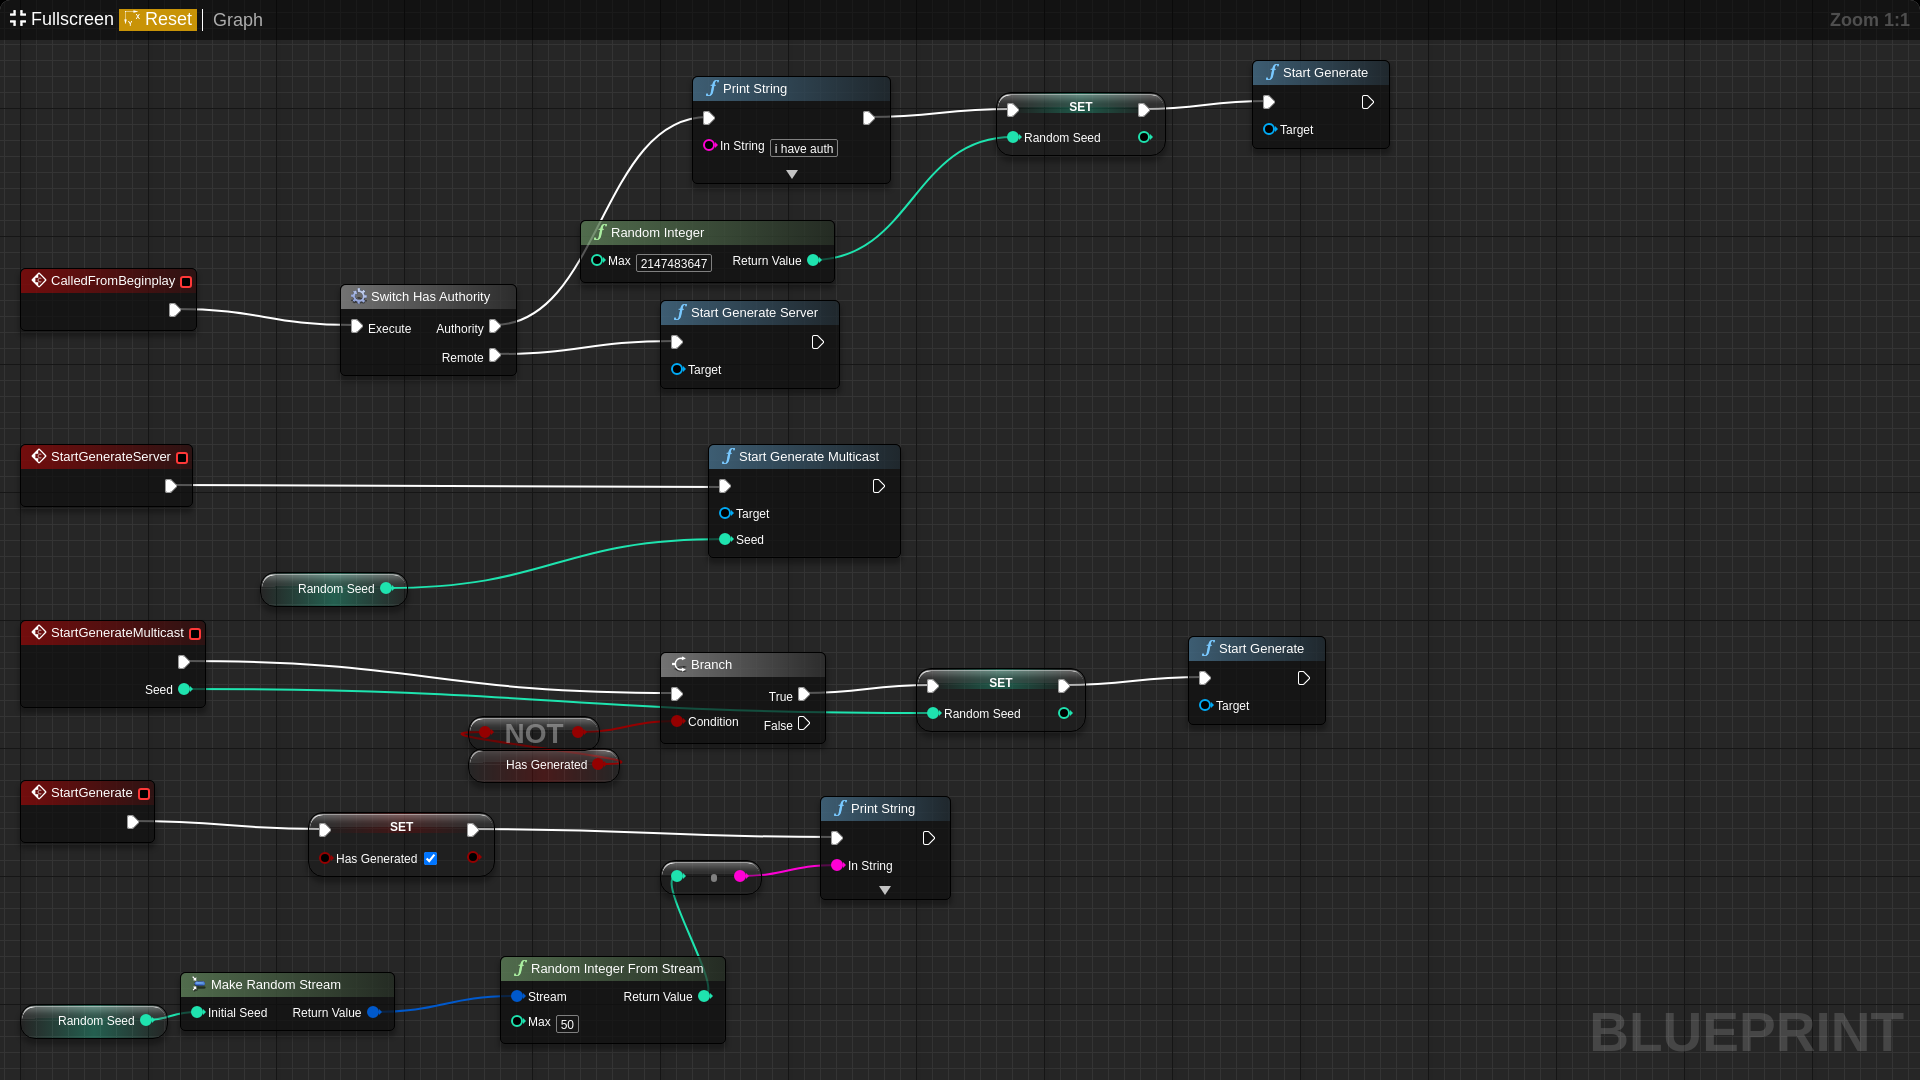 Fullscreen Reset Graph
Zoom 1:1
Start Generate
Target
Print String
In String i have auth
SET
Random Seed
Random Integer
Max 2147483647 Return Value
CalledFromBeginplay
Switch Has Authority
Execute Authority
Remote
Start Generate Server
Target
StartGenerateServer
Start Generate Multicast
Target
Seed
Random Seed
StartGenerateMulticast
Seed
Branch
True
Condition
False
NOT
Has Generated
SET
Random Seed
Start Generate
Target
StartGenerate
SET
Has Generated
Print String
In String
Random Seed
Make Random Stream
Initial Seed Return Value
Random Integer From Stream
Stream Return Value
Max 50
BLUEPRINT